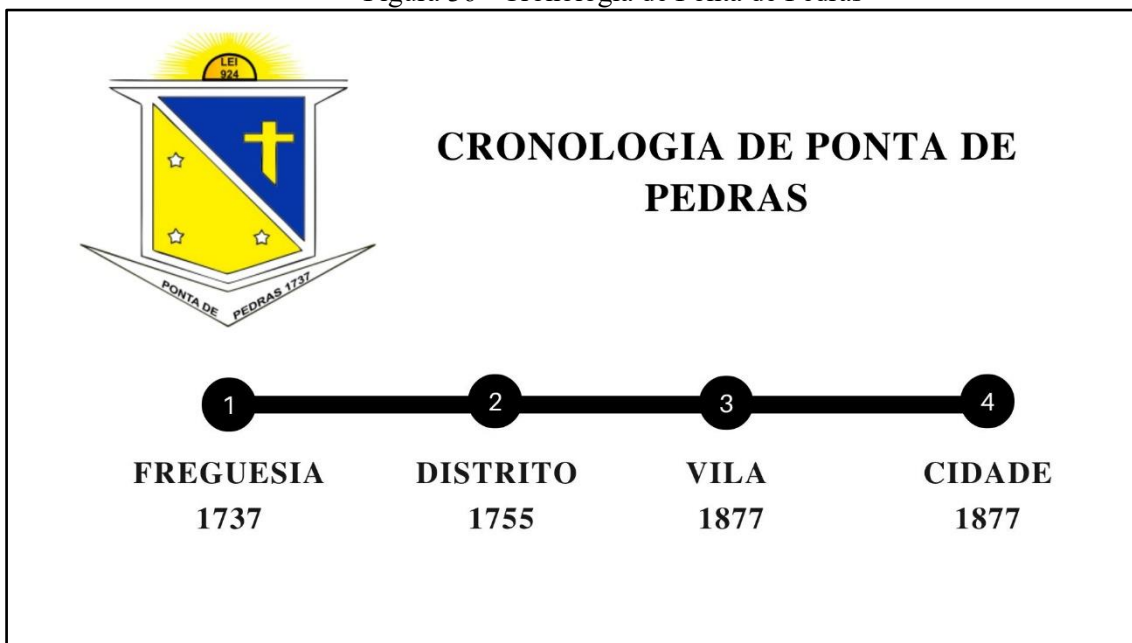 LEI
924
PONTA DE PEDRAS 1737
CRONOLOGIA DE PONTA DE
PEDRAS
1 2 3 4
FREGUESIA DISTRITO VILA CIDADE
1737 1755 1877 1877